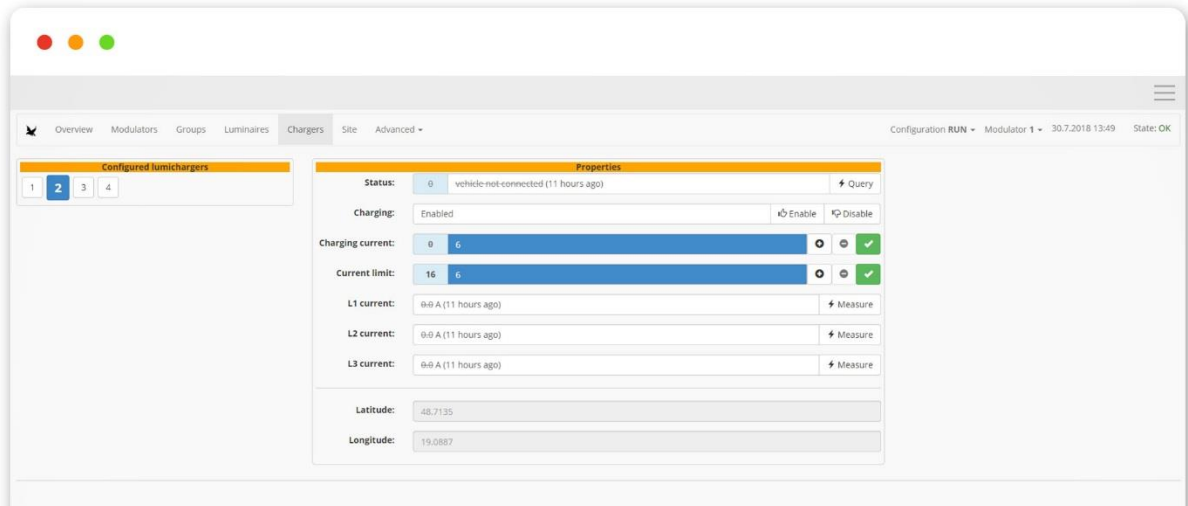 Overview Modulators Groups Luminaires Chargers Site Advanced Configuration RUN Modulator 1 30.7.2018 13:49 State: OK
Configured lumichargers
1 2 3 4
Properties
Status: 0 vehicle not connected (11 hours ago) Query
Charging: Enabled Enable Disable
Charging current: 0 6
Current limit: 16 6
L1 current: 0.0 A (11 hours ago) Measure
L2 current: 0.0 A (11 hours ago) Measure
L3 current: 0.0 A (11 hours ago) Measure
Latitude: 48.7135
Longitude: 19.0887